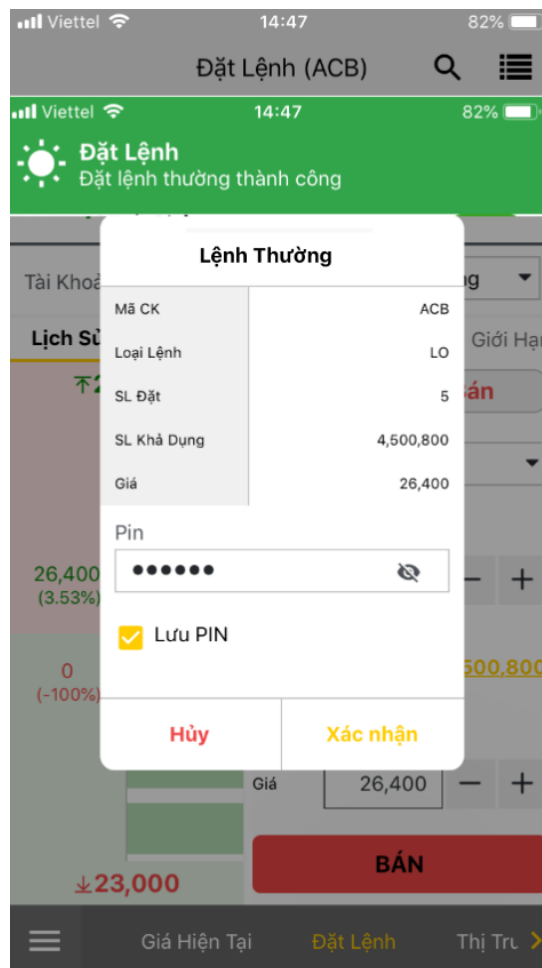 Viettel 14:47 82%
Đặt Lệnh (ACB)
Viettel 14:47 82%
Đặt Lệnh
Đặt lệnh thường thành công
Lệnh Thường
Tài Khoả
Mã CK ACB
Lịch Sử
Giới Hạ
Loại Lệnh LO
SL Đặt 5
SL Khả Dụng 4,500,800
Giá 26,400
Pin
26,400
(3.53%)
Lưu PIN
0
(-100%)
500,800
Hủy Xác nhận
Giá 26,400
BÁN
23,000
Giá Hiện Tại Đặt Lệnh Thị Trư